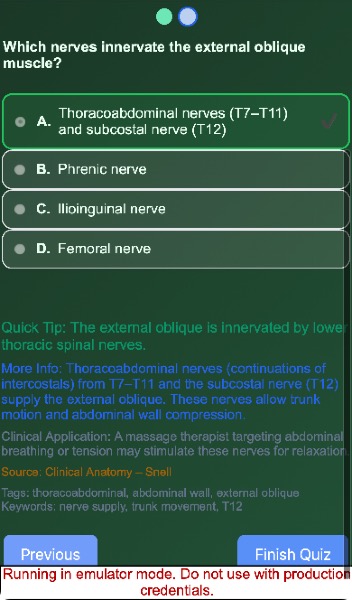 Which nerves innervate the external oblique
muscle?
A. Thoracoabdominal nerves (T7–T11)
and subcostal nerve (T12)
B. Phrenic nerve
C. Ilioinguinal nerve
D. Femoral nerve
Quick Tip: The external oblique is innervated by lower
thoracic spinal nerves.
More Info: Thoracoabdominal nerves (continuations of
intercostals) from T7–T11 and the subcostal nerve (T12)
supply the external oblique. These nerves allow trunk
motion and abdominal wall compression.
Clinical Application: A massage therapist targeting abdominal
breathing or tension may stimulate these nerves for relaxation.
Source: Clinical Anatomy – Snell
Tags: thoracoabdominal, abdominal wall, external oblique
Keywords: nerve supply, trunk movement, T12
Previous
Finish Quiz
Running in emulator mode. Do not use with production
credentials.